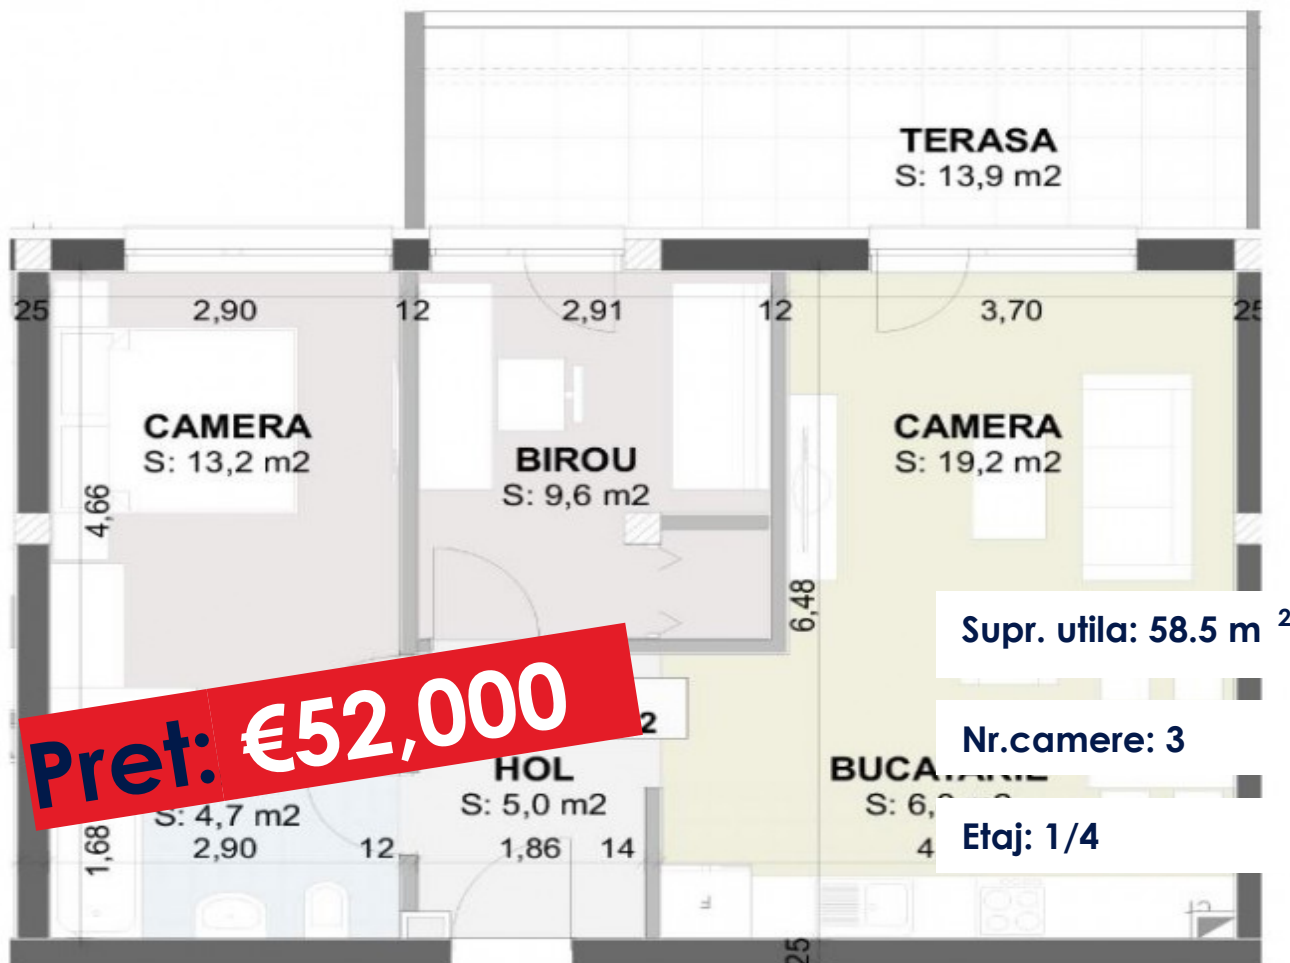 TERASA
S: 13,9 m2
25
2,90
12
2,91
12
3,70
25
CAMERA
S: 13,2 m2
BIROU
S: 9,6 m2
CAMERA
S: 19,2 m2
4,66
6,48
Supr. utila: 58.5 m 2
Pret: €52,000
2
Nr.camere: 3
HOL
S: 5,0 m2
S: 4,7 m2
Etaj: 1/4
1,68
2,90
12
1,86
14
4
25